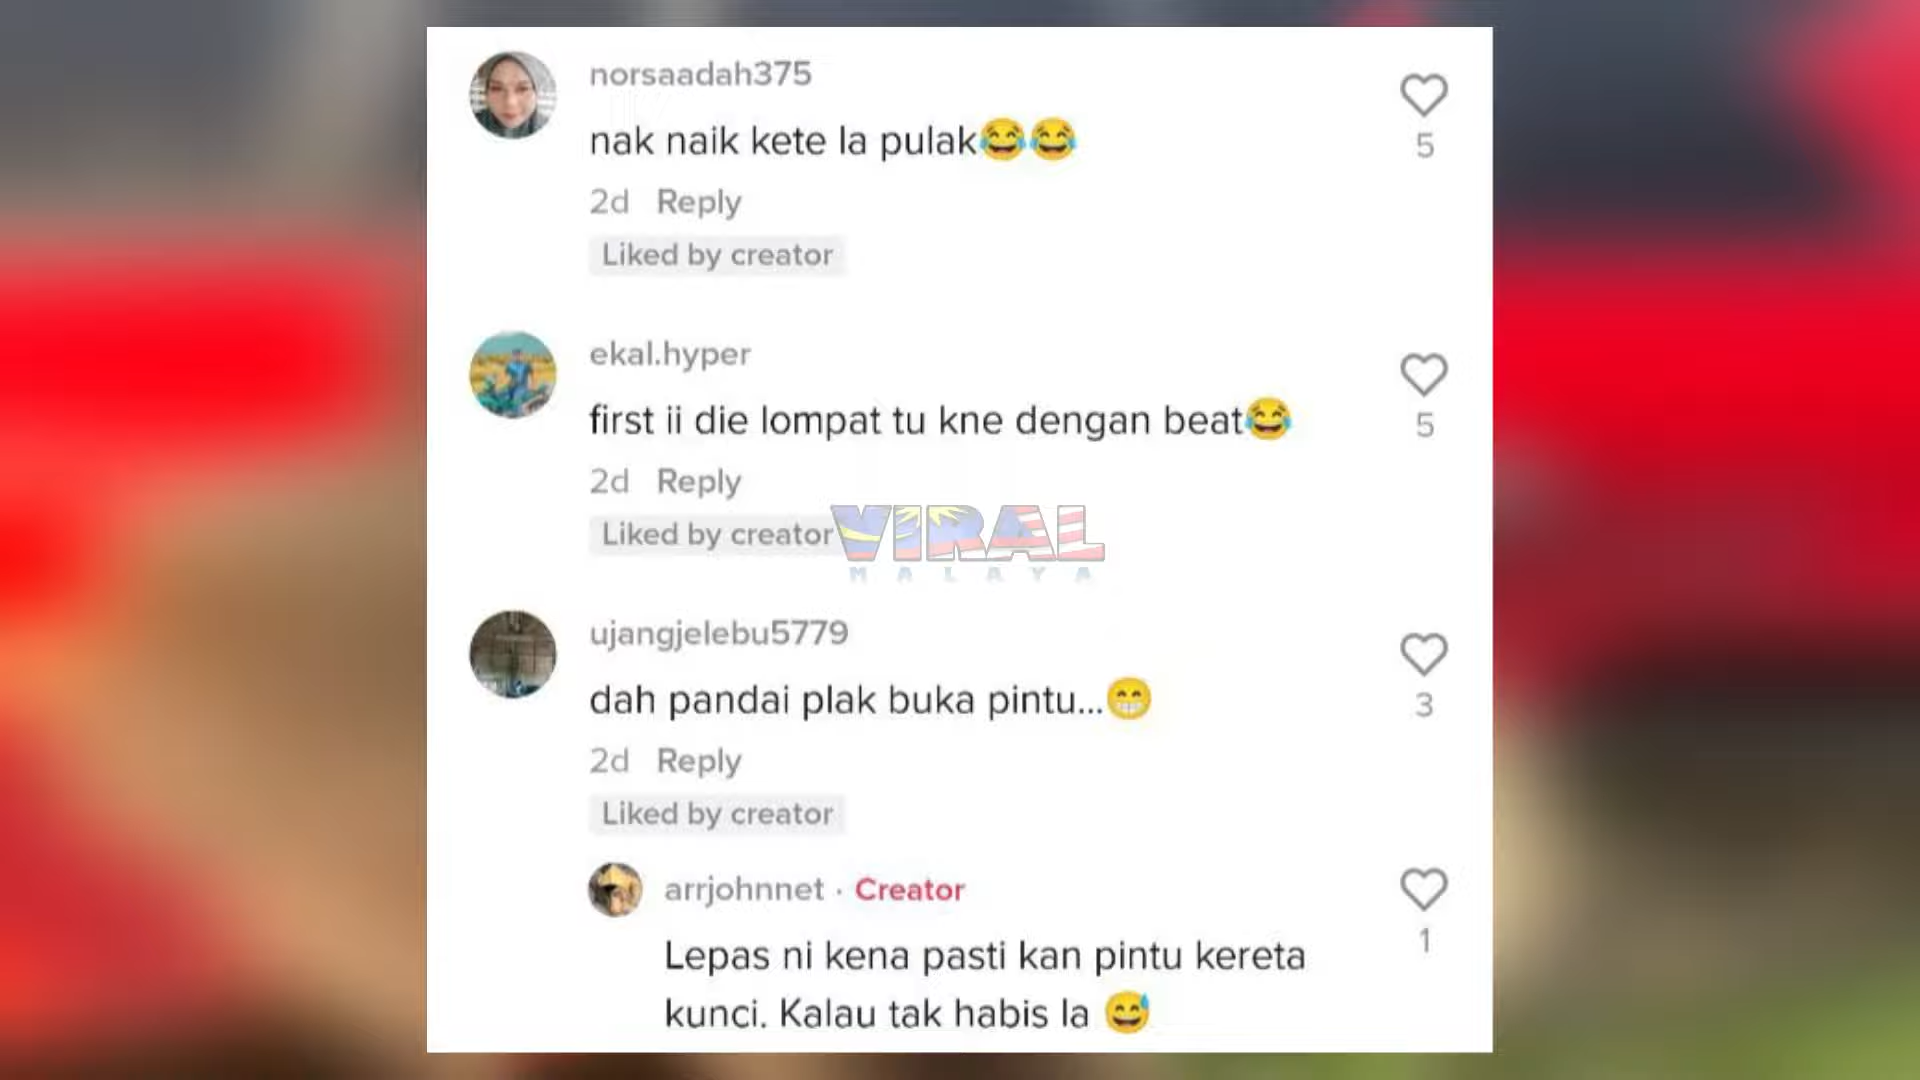 norsaadah375
nak naik kete la pulak😂😂
5
2d Reply
Liked by creator
ekal.hyper
first ii die lompat tu kne dengan beat😂
5
2d Reply
Liked by creator
VIRAL
MALAYA
ujangjelebu5779
dah pandai plak buka pintu...😁
3
2d Reply
Liked by creator
arrjohnnet · Creator
Lepas ni kena pasti kan pintu kereta
kunci. Kalau tak habis la 😅
1